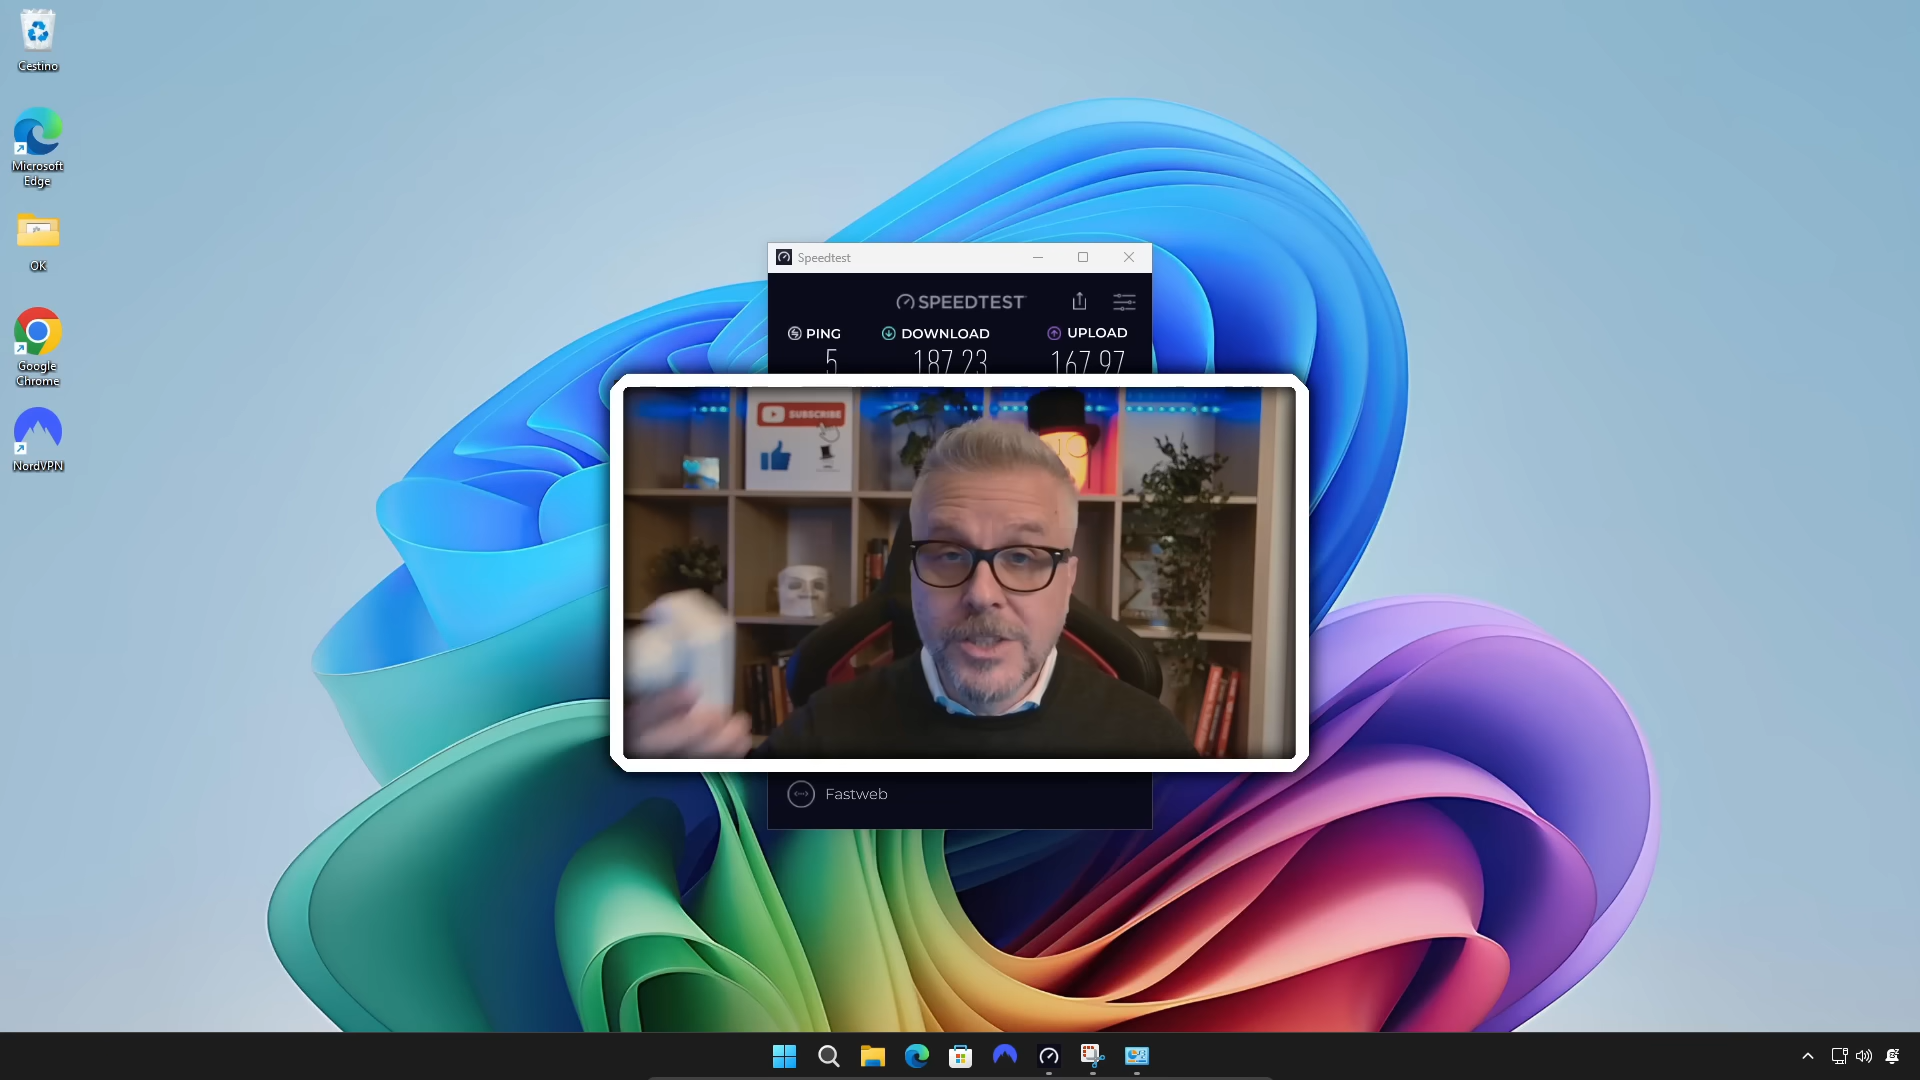 Cestino
Microsoft
Edge
OK
Google
Chrome
NordVPN
Speedtest
SPEEDTEST
PING
DOWNLOAD
UPLOAD
5
187.23
167.97
SUBSCRIBE
Fastweb